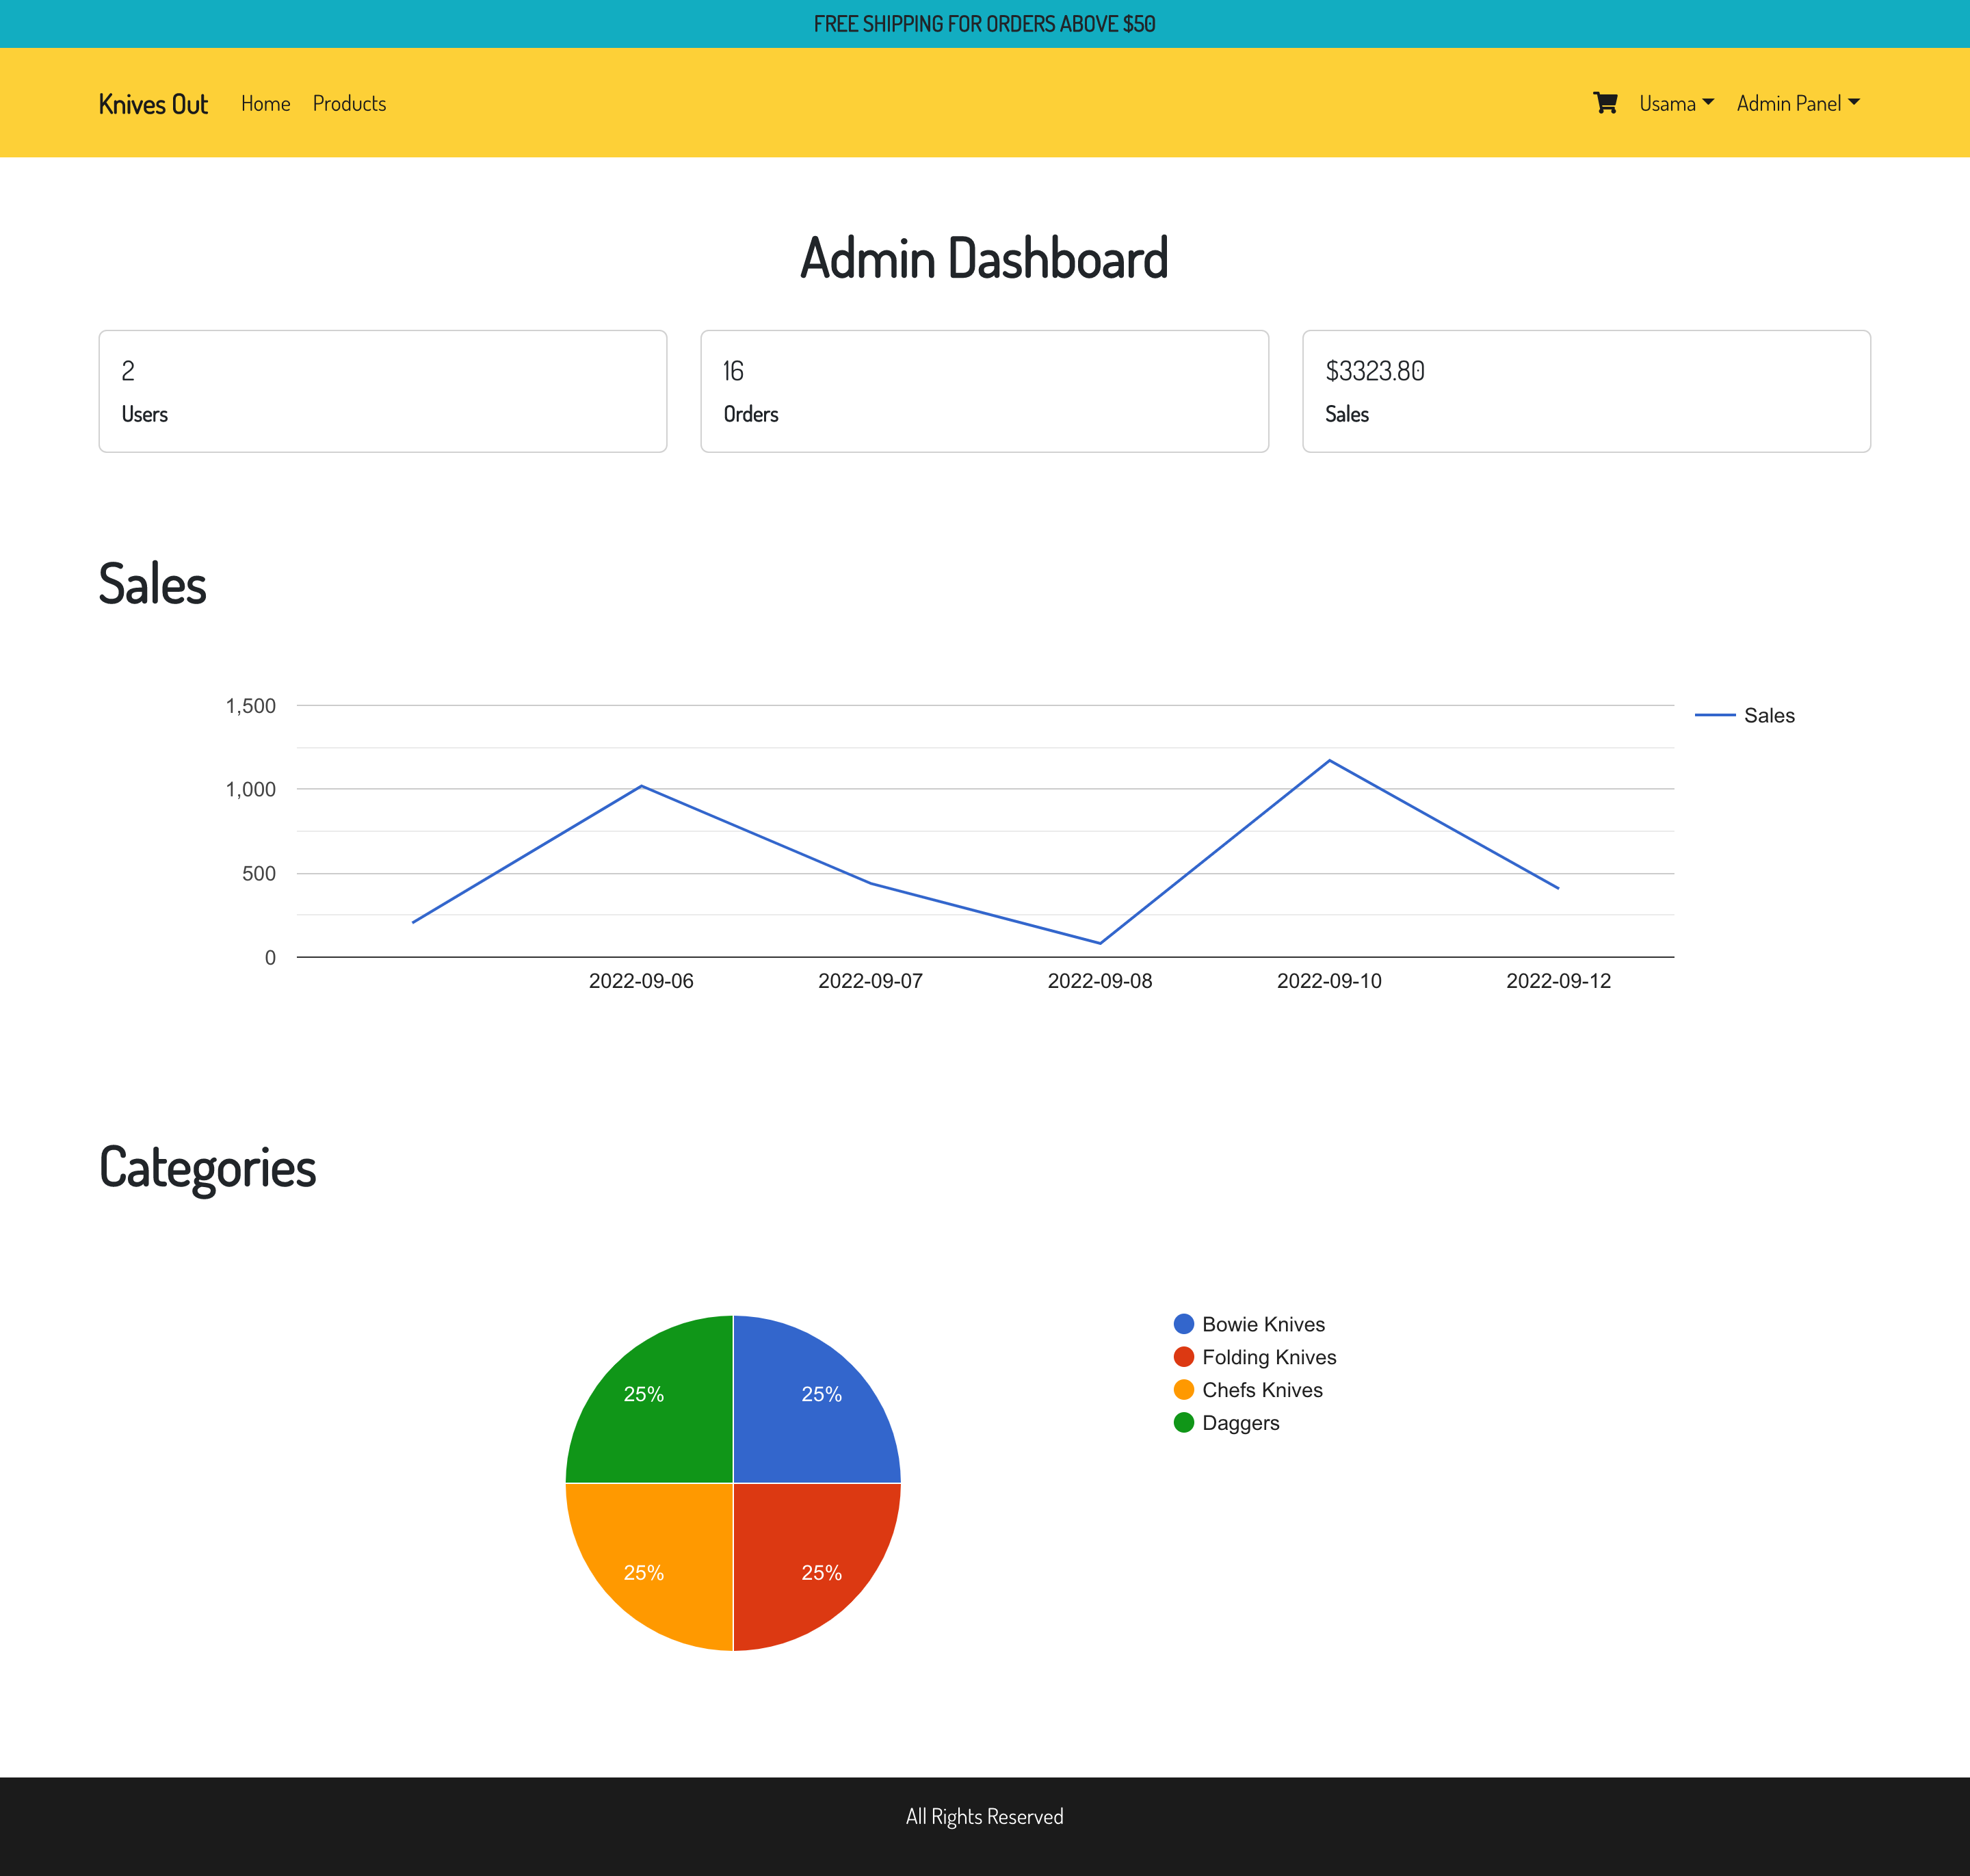 FREE SHIPPING FOR ORDERS ABOVE $50
Knives Out Home Products Usama Admin Panel
Admin Dashboard
2
Users
16
Orders
$3323.80
Sales
Sales
1,500
1,000
500
0
Sales
2022-09-06 2022-09-07 2022-09-08 2022-09-10 2022-09-12
Categories
25% 25%
25% 25%
Bowie Knives
Folding Knives
Chefs Knives
Daggers
All Rights Reserved